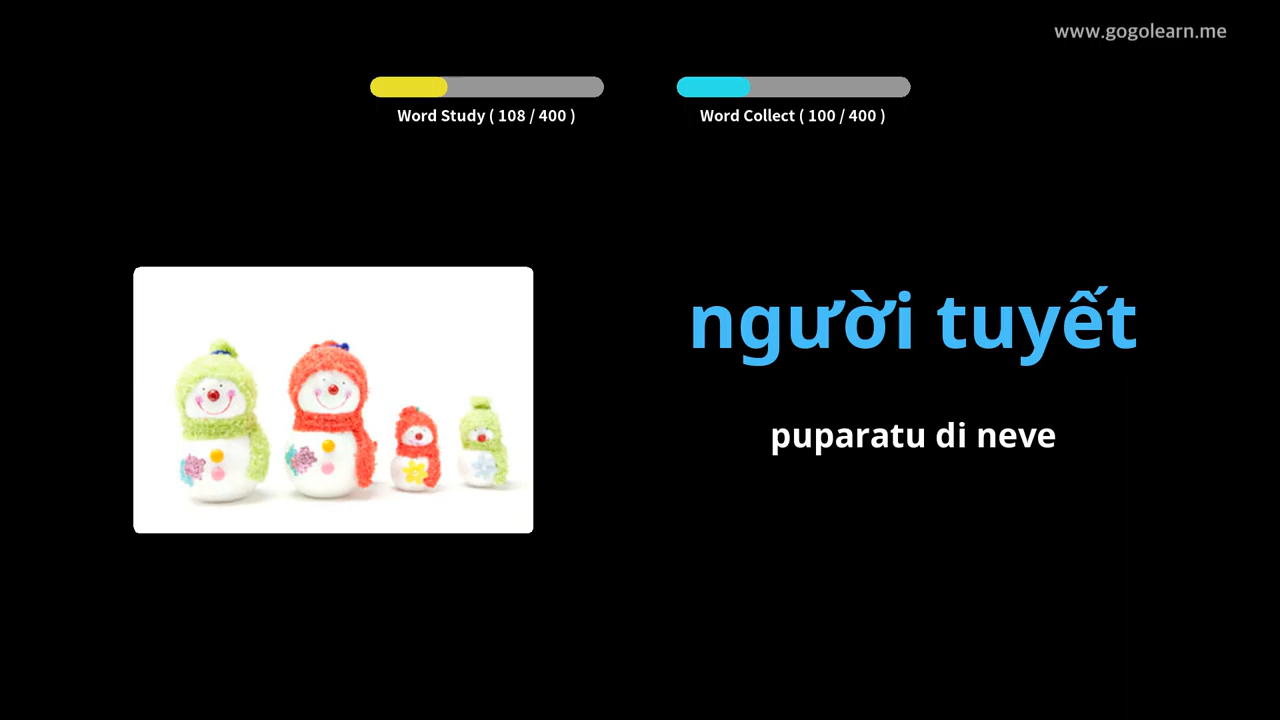 www.gogolearn.me
Word Study ( 108 / 400 )
Word Collect ( 100 / 400 )
người tuyết
puparatu di neve